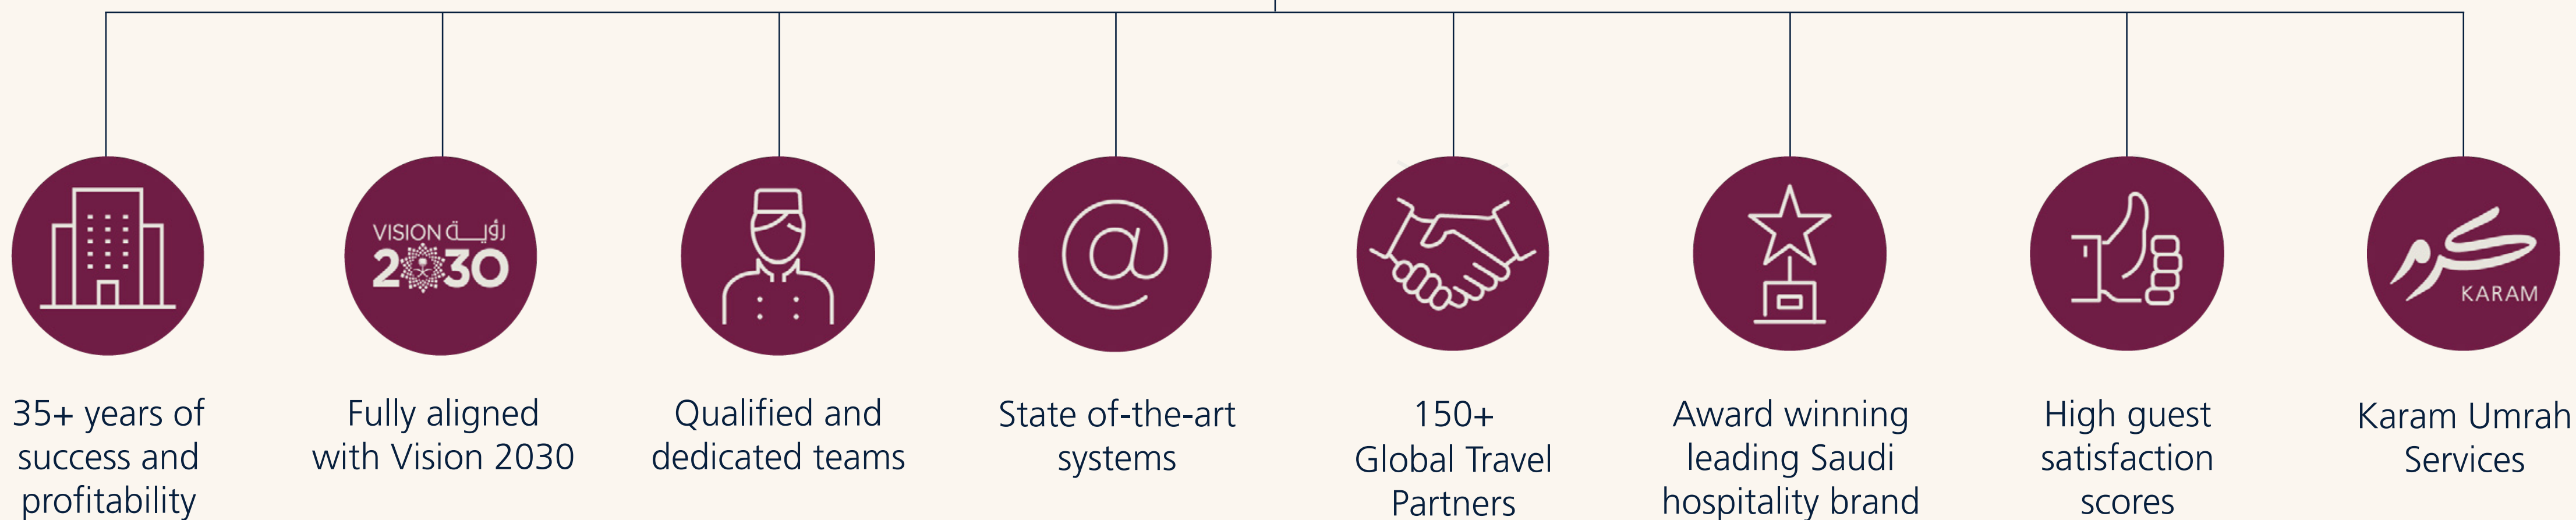 VISION رؤيــة
2030
@
كرم
KARAM
35+ years of
success and
profitability
Fully aligned
with Vision 2030
Qualified and
dedicated teams
State of-the-art
systems
150+
Global Travel
Partners
Award winning
leading Saudi
hospitality brand
High guest
satisfaction
scores
Karam Umrah
Services